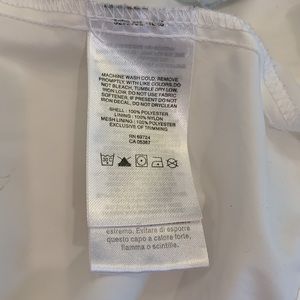 MACHINE WASH COLD. REMOVE
PROMPTLY. WITH LIKE COLORS. DO
NOT BLEACH, TUMBLE DRY LOW.
IRON LOW. DO NOT USE FABRIC
SOFTENER. IF PRESENT DO NOT
IRON DECAL. DO NOT DRYCLEAN
SHELL : 100% POLYESTER
LINING : 100% NYLON
MESH LINING : 100% POLYESTER
EXCLUSIVE OF TRIMMING
RN 69724
CA 05367
estremo. Evitare di esporre
questo capo a calore forte,
fiamma o scintille.